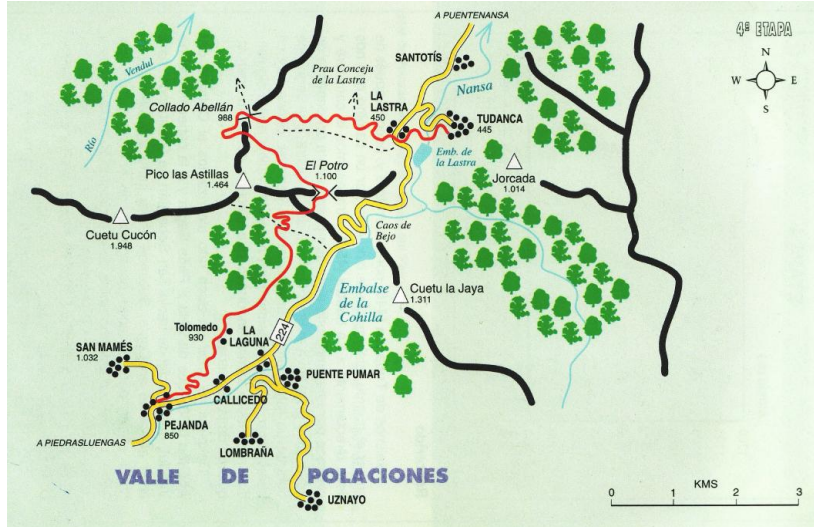 A PUENTENANSA
4ª ETAPA
N
W
E
S
SANTOTÍS
Nansa
Vendul
Río
Prau Conceju
de la Lastra
Collado Abellán
988
LA
LASTRA
450
TUDANCA
445
Emb. de
la Lastra
El Potro
1.100
Pico las Astillas
1.464
Jorcada
1.014
Cuetu Cucón
1.948
Caos de
Bejo
Embalse
de la
Cohilla
Cuetu la Jaya
1.311
Tolomedo
930
LA
LAGUNA
224
SAN MAMÉS
1.032
PUENTE PUMAR
CALLICEDO
PEJANDA
850
A PIEDRASLUENGAS
LOMBRAÑA
VALLE DE POLACIONES
UZNAYO
KMS
0 1 2 3